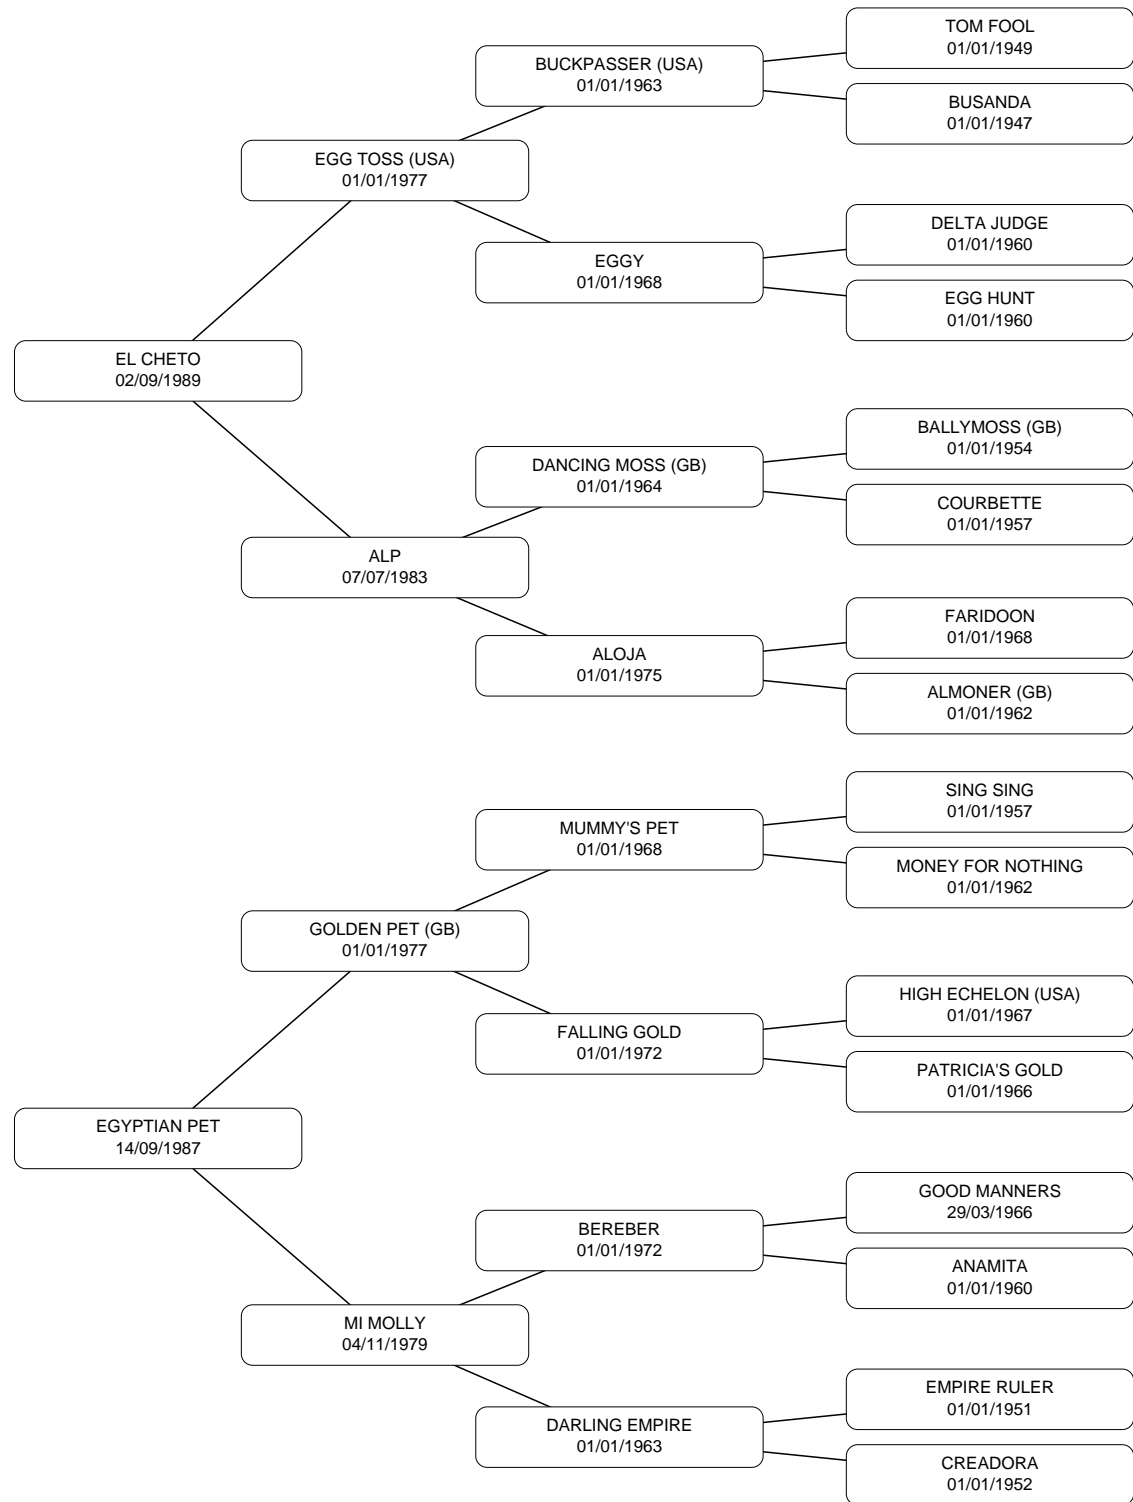 TOM FOOL
01/01/1949
BUCKPASSER (USA)
01/01/1963
BUSANDA
01/01/1947
EGG TOSS (USA)
01/01/1977
DELTA JUDGE
01/01/1960
EGGY
01/01/1968
EGG HUNT
01/01/1960
EL CHETO
02/09/1989
BALLYMOSS (GB)
01/01/1954
DANCING MOSS (GB)
01/01/1964
COURBETTE
01/01/1957
ALP
07/07/1983
FARIDOON
01/01/1968
ALOJA
01/01/1975
ALMONER (GB)
01/01/1962
SING SING
01/01/1957
MUMMY'S PET
01/01/1968
MONEY FOR NOTHING
01/01/1962
GOLDEN PET (GB)
01/01/1977
HIGH ECHELON (USA)
01/01/1967
FALLING GOLD
01/01/1972
PATRICIA'S GOLD
01/01/1966
EGYPTIAN PET
14/09/1987
GOOD MANNERS
29/03/1966
BEREBER
01/01/1972
ANAMITA
01/01/1960
MI MOLLY
04/11/1979
EMPIRE RULER
01/01/1951
DARLING EMPIRE
01/01/1963
CREADORA
01/01/1952